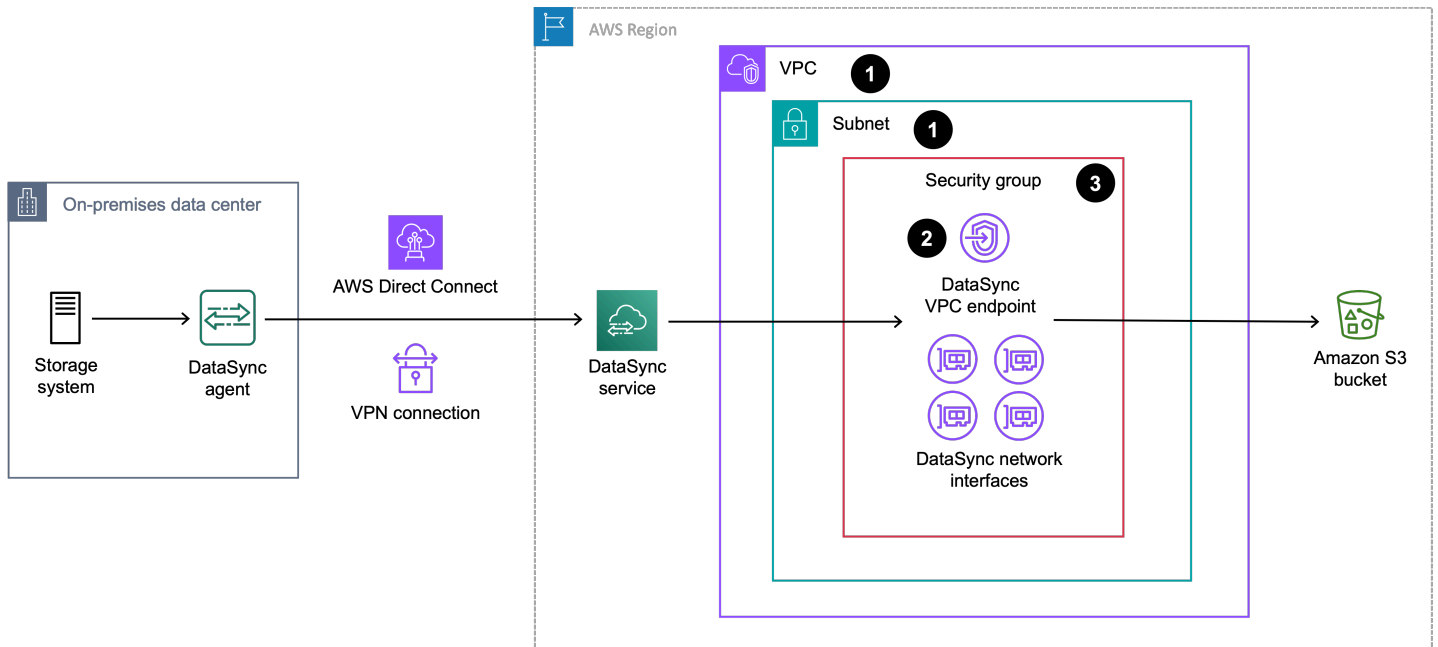 AWS Region
VPC
1
Subnet
1
Security group
3
On-premises data center
2
AWS Direct Connect
DataSync
VPC endpoint
Storage
system
DataSync
agent
DataSync
service
Amazon S3
bucket
VPN connection
DataSync network
interfaces